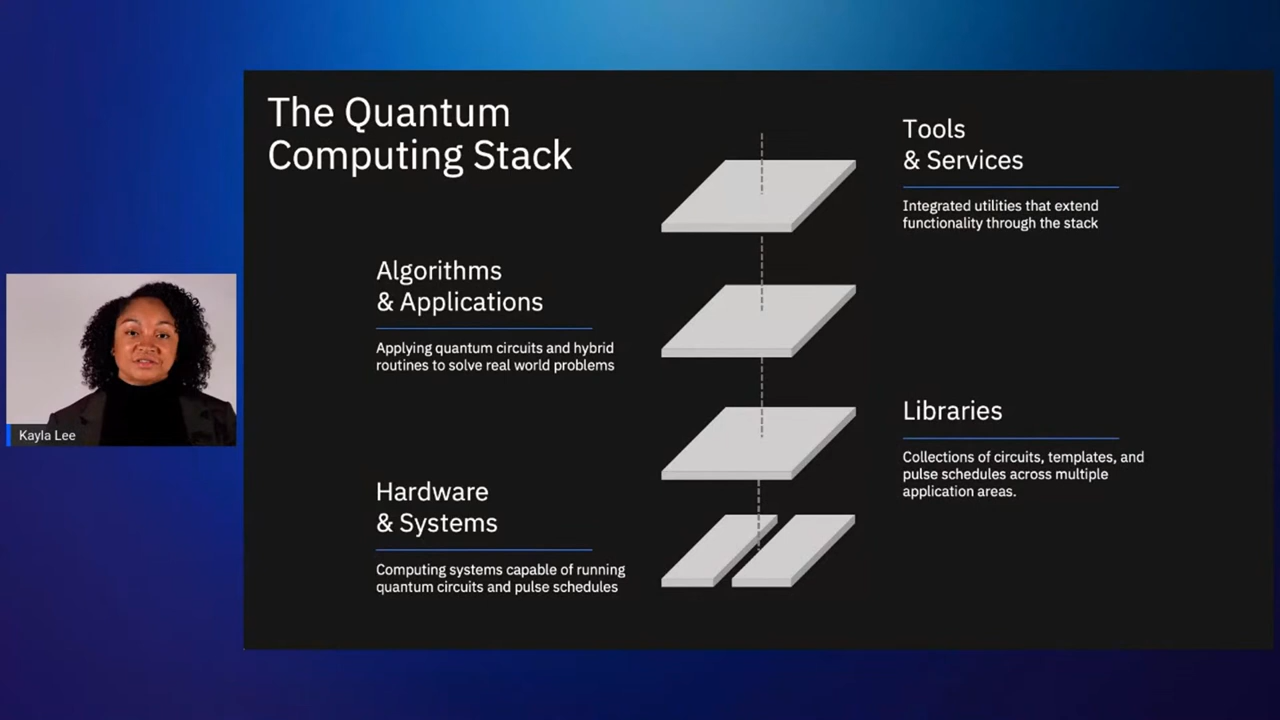 The Quantum
Computing Stack
Tools
& Services
Integrated utilities that extend
functionality through the stack
Algorithms
& Applications
Applying quantum circuits and hybrid
routines to solve real world problems
Libraries
Collections of circuits, templates, and
pulse schedules across multiple
application areas.
Hardware
& Systems
Computing systems capable of running
quantum circuits and pulse schedules
Kayla Lee